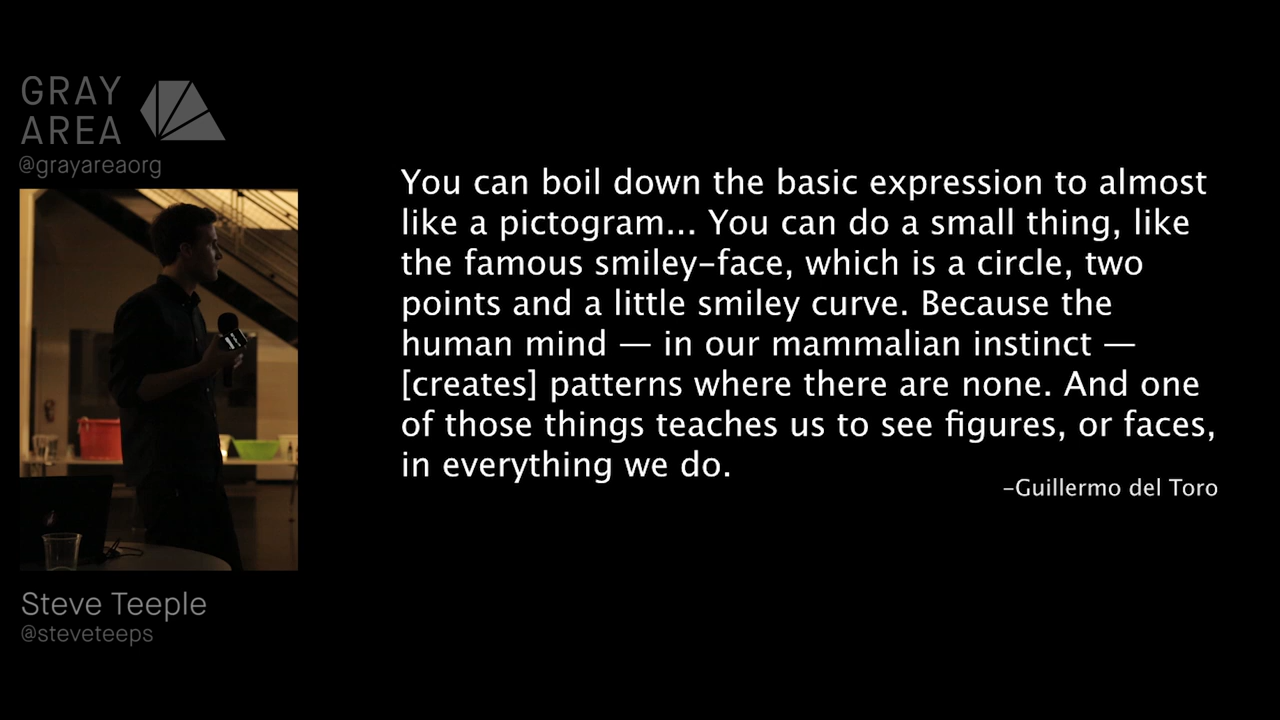 GRAY
AREA
@grayareaorg
You can boil down the basic expression to almost
like a pictogram... You can do a small thing, like
the famous smiley-face, which is a circle, two
points and a little smiley curve. Because the
human mind — in our mammalian instinct —
[creates] patterns where there are none. And one
of those things teaches us to see figures, or faces,
in everything we do.
–Guillermo del Toro
Steve Teeple
@steveteeps